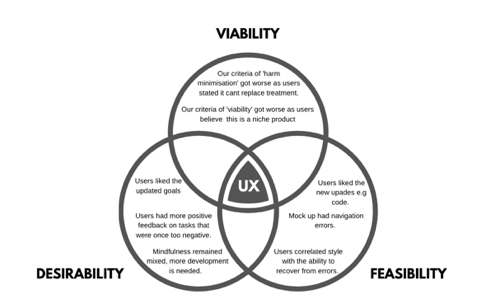 VIABILITY
Our criteria of 'harm
minimisation' got worse as users
stated it cant replace treatment.
Our criteria of 'viability' got worse as users
believe this is a niche product
UX
Users liked the
updated goals
Users had more positive
feedback on tasks that
were once too negative.
Mindfulness remained
mixed, more development
is needed.
Users liked the
new upades e.g
code.
Mock up had navigation
errors.
Users correlated style
with the ability to
recover from errors.
DESIRABILITY
FEASIBILITY